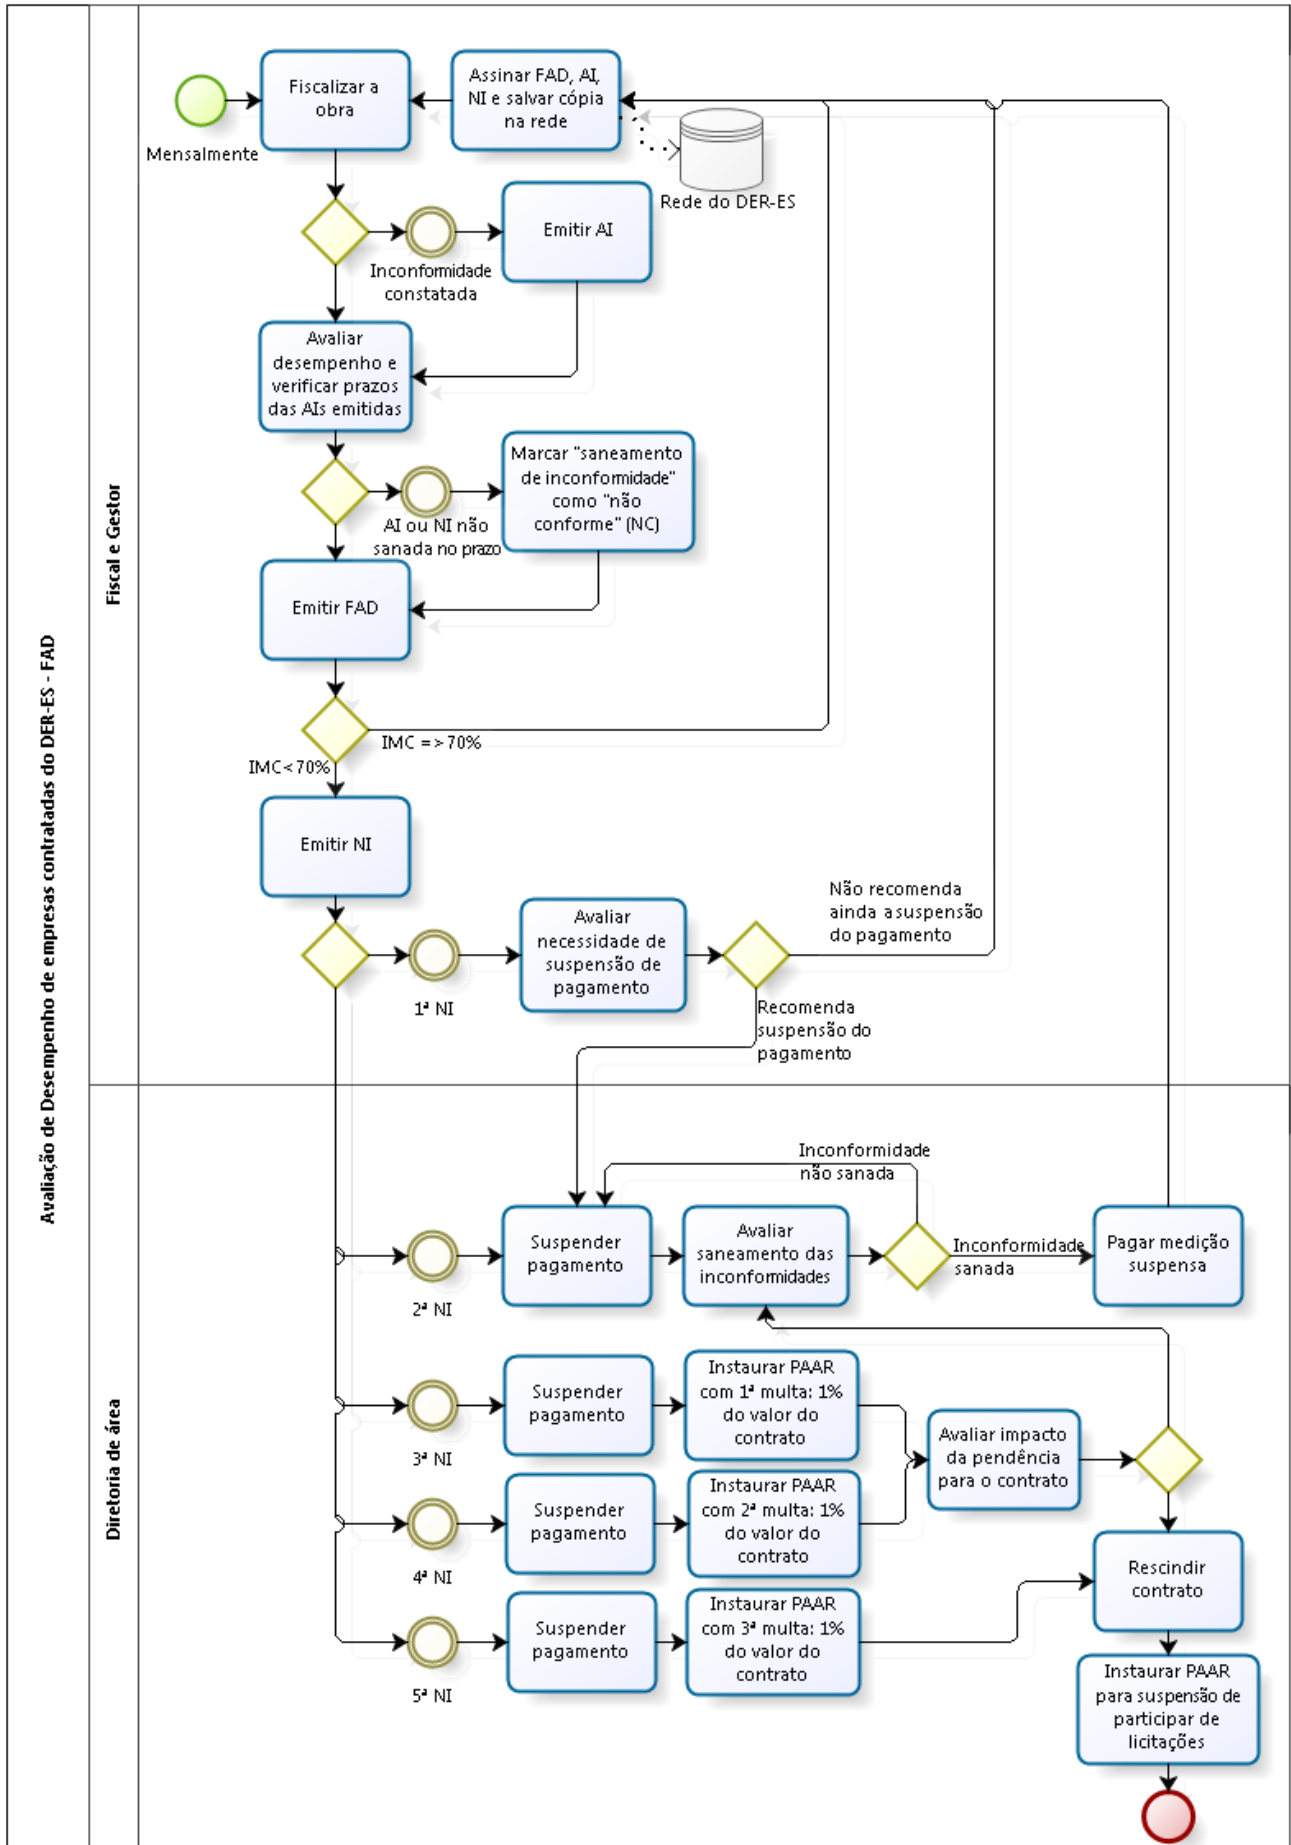 Avaliação de Desempenho de empresas contratadas do DER-ES - FAD
Fiscal e Gestor
Mensalmente
Fiscalizar a
obra
Assinar FAD, AI,
NI e salvar cópia
na rede
Rede do DER-ES
Inconformidade
constatada
Emitir AI
Avaliar
desempenho e
verificar prazos
das AIs emitidas
AI ou NI não
sanada no prazo
Marcar "saneamento
de inconformidade"
como "não
conforme" (NC)
Emitir FAD
IMC =>70%
IMC<70%
Emitir NI
1ª NI
Avaliar
necessidade de
suspensão de
pagamento
Não recomenda
ainda a suspensão
do pagamento
Recomenda
suspensão do
pagamento
Diretoria de área
2ª NI
Suspender
pagamento
Avaliar
saneamento das
inconformidades
Inconformidade
não sanada
Inconformidade
sanada
Pagar medição
suspensa
3ª NI
Suspender
pagamento
Instaurar PAAR
com 1ª multa: 1%
do valor do
contrato
4ª NI
Suspender
pagamento
Instaurar PAAR
com 2ª multa: 1%
do valor do
contrato
Avaliar impacto
da pendência
para o contrato
5ª NI
Suspender
pagamento
Instaurar PAAR
com 3ª multa: 1%
do valor do
contrato
Rescindir
contrato
Instaurar PAAR
para suspensão de
participar de
licitações